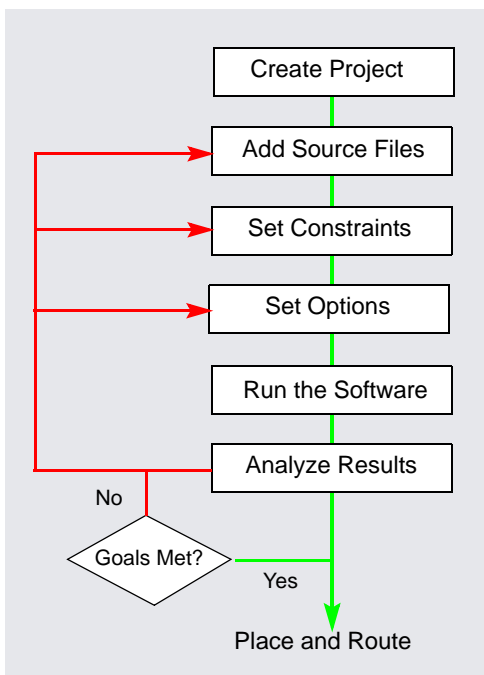 Create Project
Add Source Files
Set Constraints
Set Options
Run the Software
Analyze Results
No
Goals Met?
Yes
Place and Route